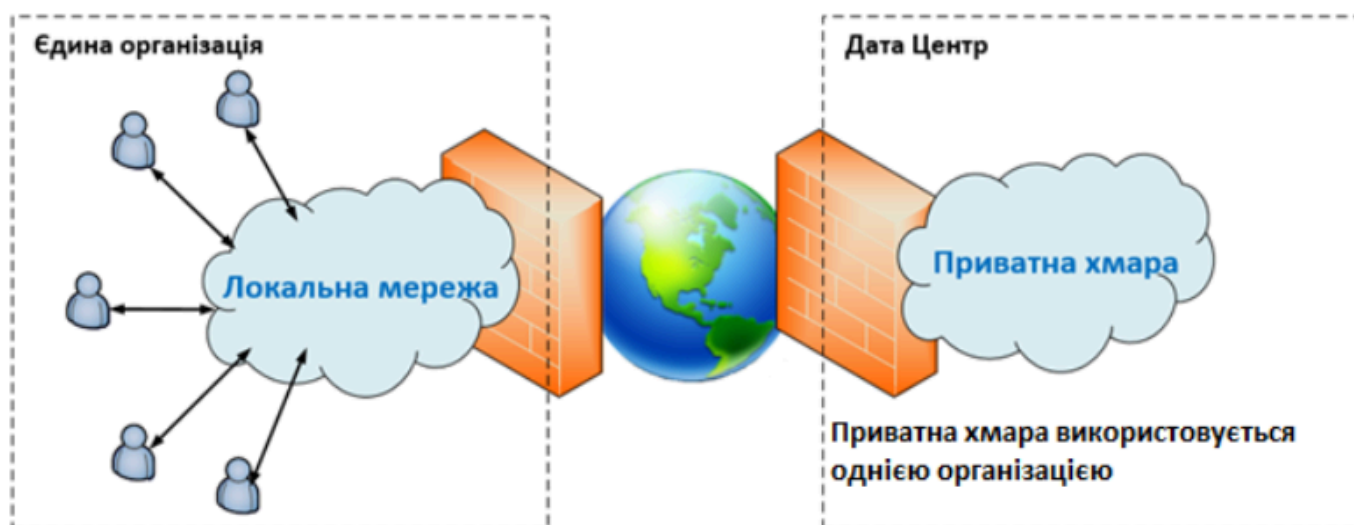 Єдина організація
Дата Центр
Локальна мережа
Приватна хмара
Приватна хмара використовується
однією організацією